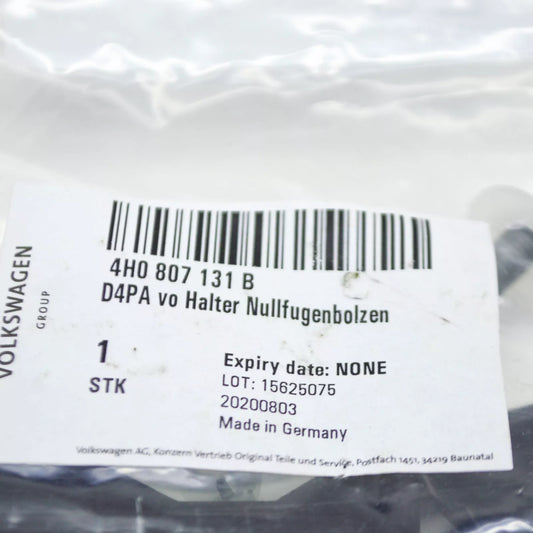 VOLKSWAGEN
GROUP
4H0 807 131 B
D4PA vo Halter Nullfugenbolzen
1
STK
Expiry date: NONE
LOT: 15625075
20200803
Made in Germany
Volkswagen AG, Konzern Vertrieb Original Teile und Service, Postfach 1451, 34219 Baunatal